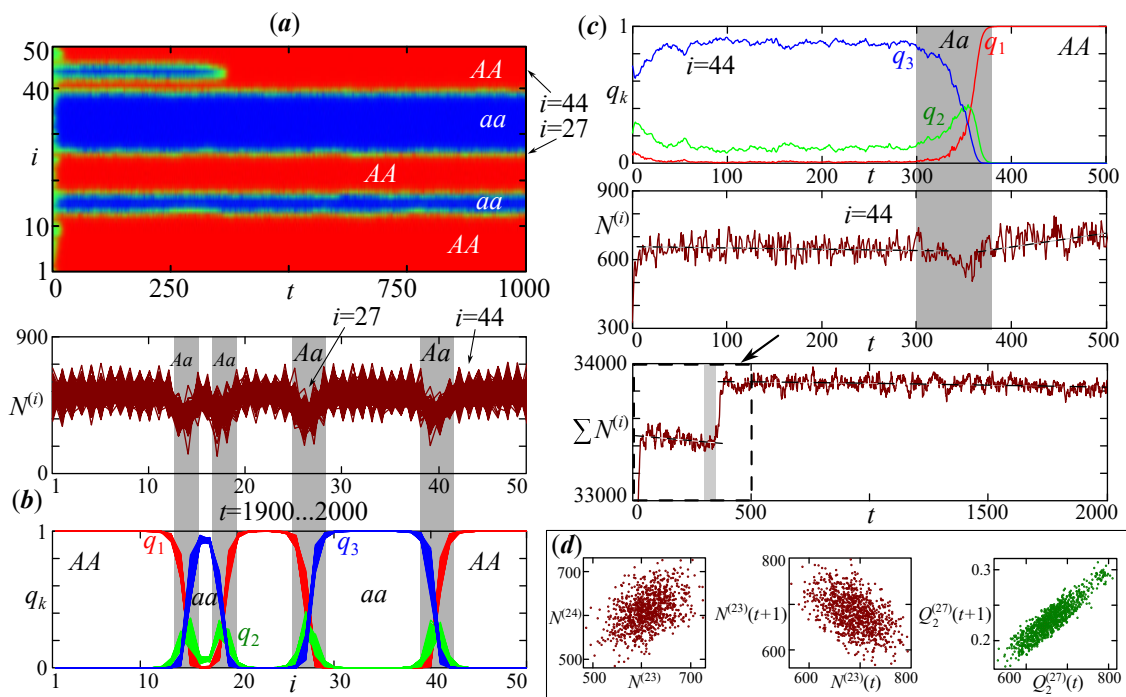 (a)
50
40
i
10
1
AA
aa
AA
aa
AA
i=44
i=27
0 250 t 750 1000
900
N(i)
0
Aa Aa Aa Aa
i=27
i=44
1 10 20 30 40 50
(b)
t=1900...2000
1
qk
0
q1
q3
q2
AA
aa
aa
AA
1 10 20 i 40 50
(c)
1
qk
0
i=44
q3
Aa
q1
AA
q2
0 100 200 t 300 400 500
900
N(i)
600
300
i=44
0 100 200 t 300 400 500
34000
∑ N(i)
33000
0 500 t 1500 2000
(d)
700
N(24)
500
500 N(23) 700
800
N(23)(t+1)
600
600 N(23)(t) 800
0.3
Q2(27)(t+1)
0.2
600 Q2(27)(t) 800